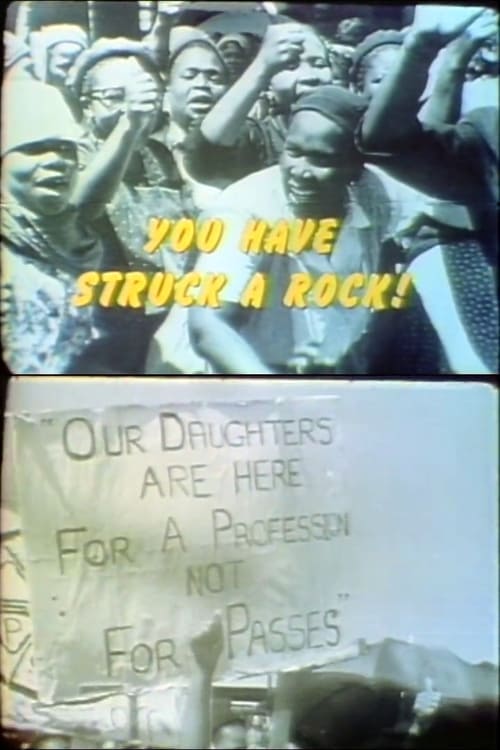 YOU HAVE
STRUCK A ROCK!
"OUR DAUGHTERS
ARE HERE
FOR A PROFESSION
NOT
FOR PASSES"
P